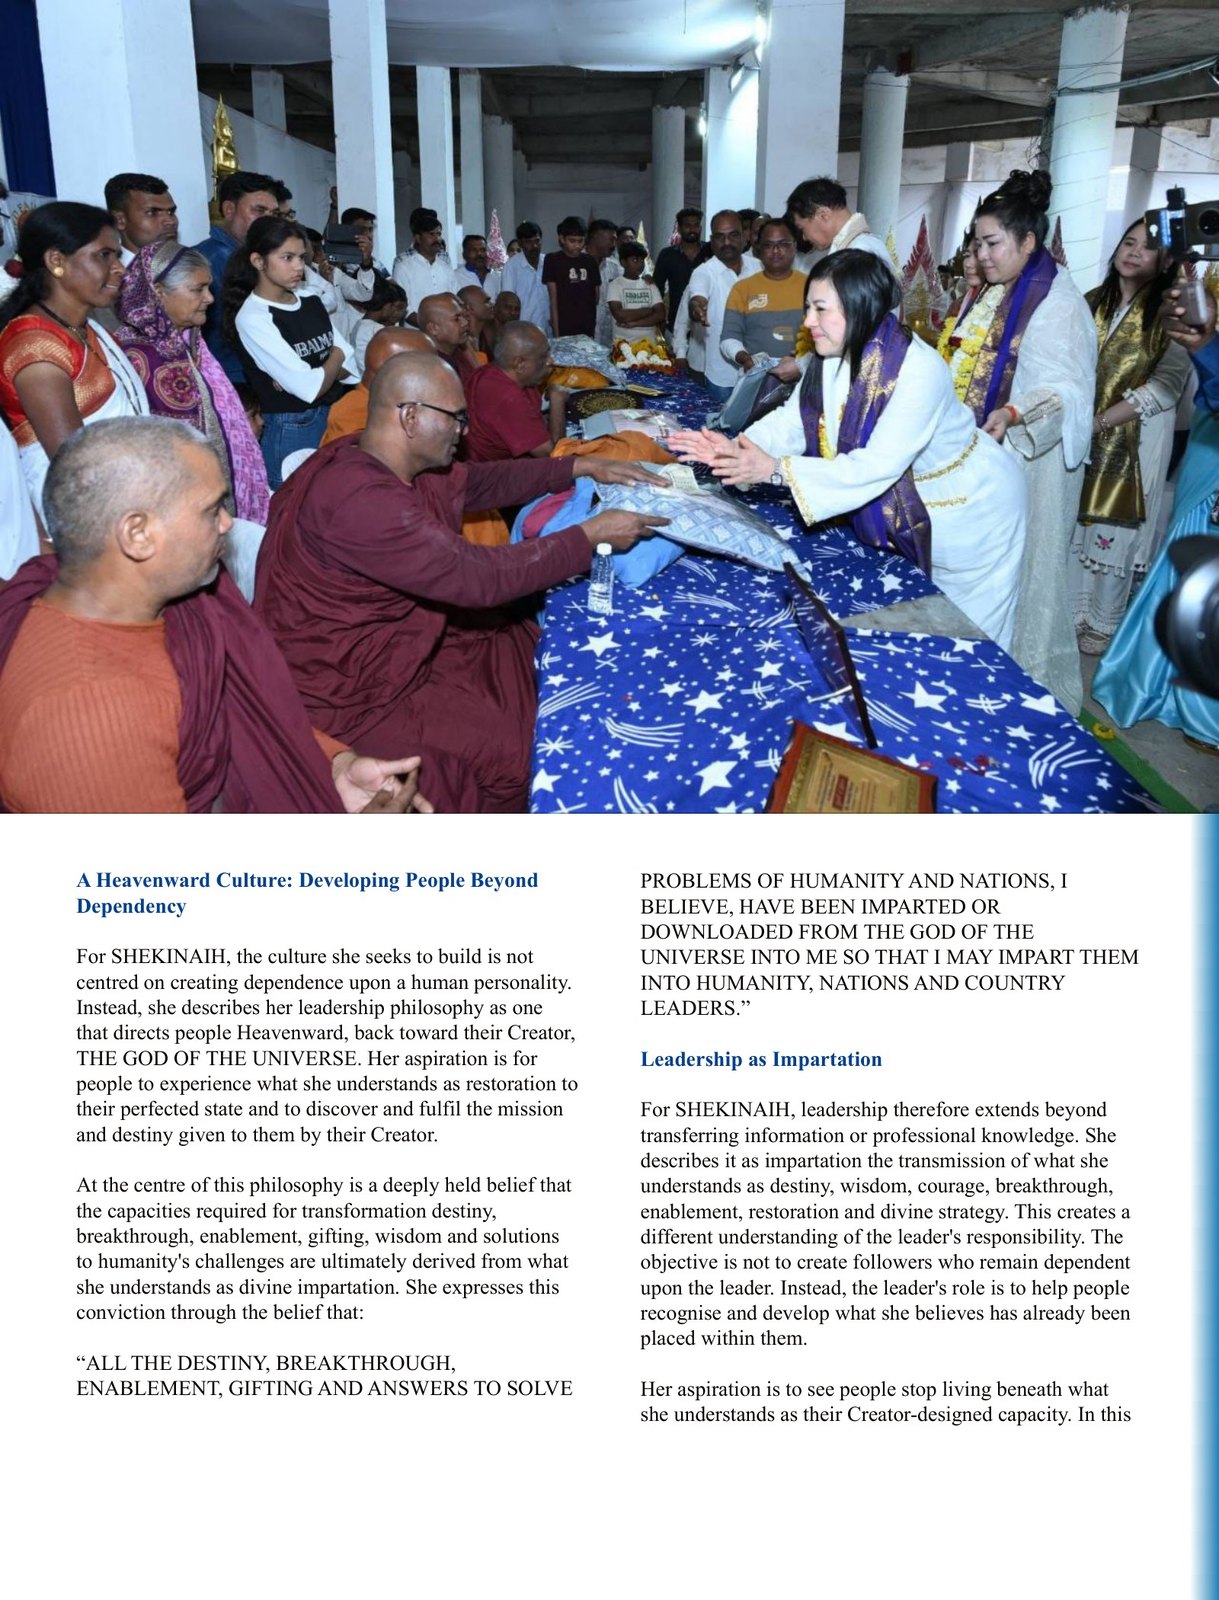 BALMA
A Heavenward Culture: Developing People Beyond
Dependency
For SHEKINAIH, the culture she seeks to build is not
centred on creating dependence upon a human personality.
Instead, she describes her leadership philosophy as one
that directs people Heavenward, back toward their Creator,
THE GOD OF THE UNIVERSE. Her aspiration is for
people to experience what she understands as restoration to
their perfected state and to discover and fulfil the mission
and destiny given to them by their Creator.
At the centre of this philosophy is a deeply held belief that
the capacities required for transformation destiny,
breakthrough, enablement, gifting, wisdom and solutions
to humanity's challenges are ultimately derived from what
she understands as divine impartation. She expresses this
conviction through the belief that:
“ALL THE DESTINY, BREAKTHROUGH,
ENABLEMENT, GIFTING AND ANSWERS TO SOLVE
PROBLEMS OF HUMANITY AND NATIONS, I
BELIEVE, HAVE BEEN IMPARTED OR
DOWNLOADED FROM THE GOD OF THE
UNIVERSE INTO ME SO THAT I MAY IMPART THEM
INTO HUMANITY, NATIONS AND COUNTRY
LEADERS.”
Leadership as Impartation
For SHEKINAIH, leadership therefore extends beyond
transferring information or professional knowledge. She
describes it as impartation the transmission of what she
understands as destiny, wisdom, courage, breakthrough,
enablement, restoration and divine strategy. This creates a
different understanding of the leader's responsibility. The
objective is not to create followers who remain dependent
upon the leader. Instead, the leader's role is to help people
recognise and develop what she believes has already been
placed within them.
Her aspiration is to see people stop living beneath what
she understands as their Creator-designed capacity. In this